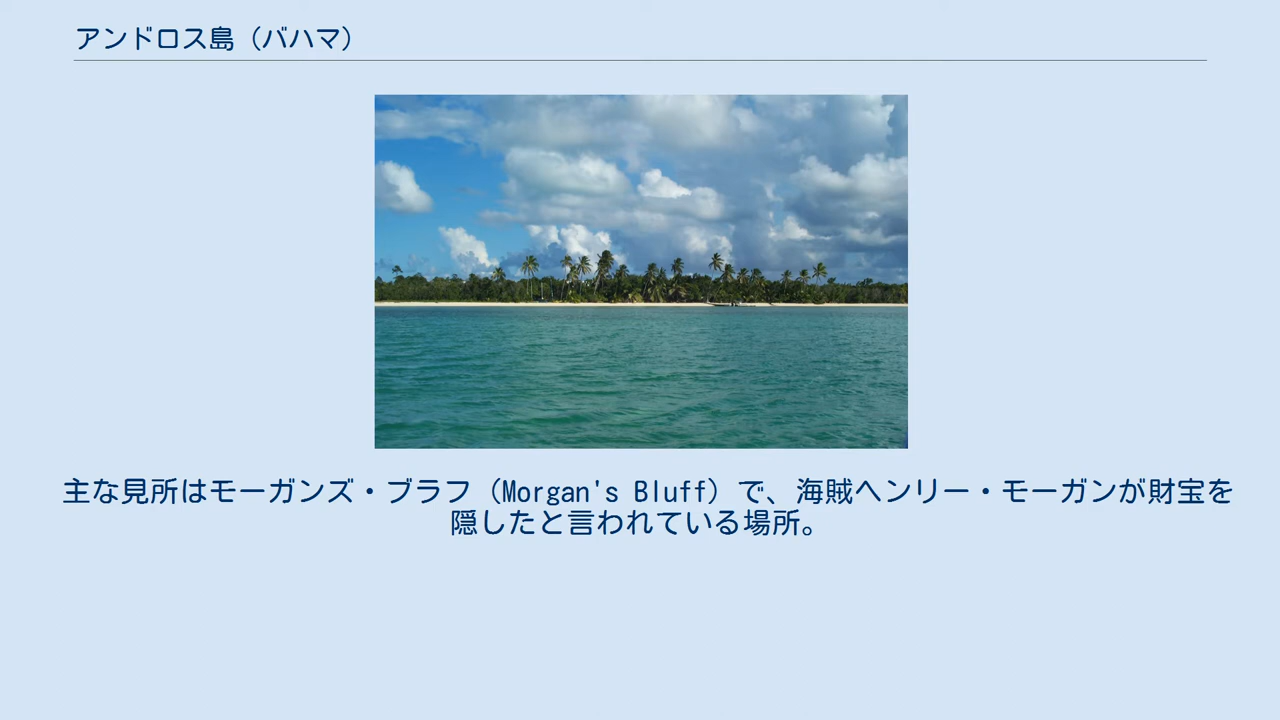 アンドロス島（バハマ）
主な見所はモーガンズ・ブラフ（Morgan's Bluff）で、海賊ヘンリー・モーガンが財宝を
隠したと言われている場所。